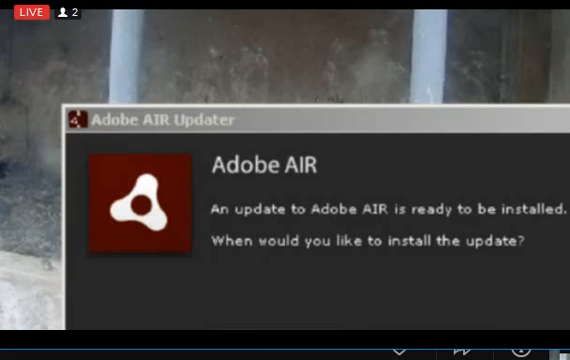 LIVE 2
Adobe AIR Updater
Adobe AIR
An update to Adobe AIR is ready to be installed.
When would you like to install the update?